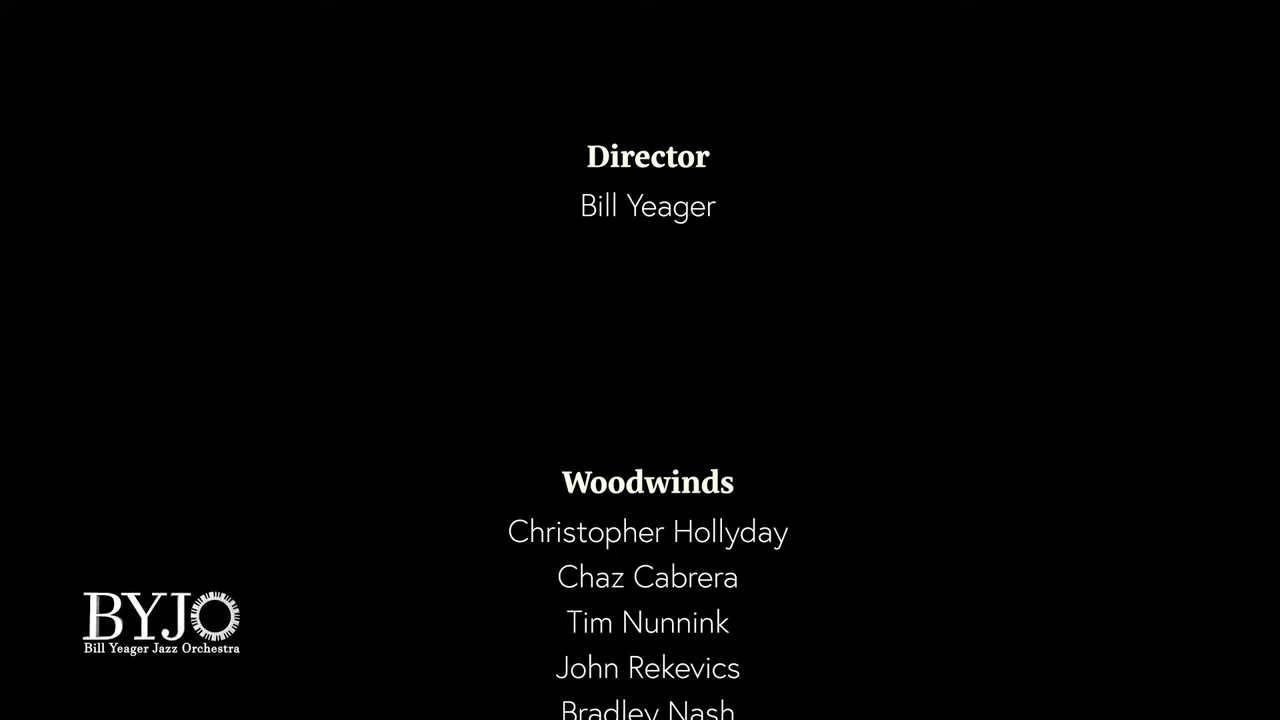 Director
Bill Yeager
Woodwinds
Christopher Hollyday
Chaz Cabrera
Tim Nunnink
John Rekevics
Bradley Nash
BYJO
Bill Yeager Jazz Orchestra